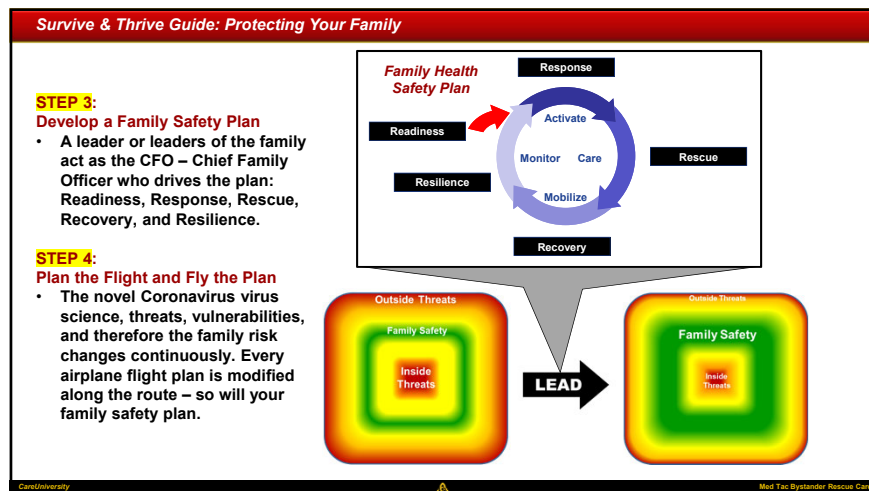 Survive & Thrive Guide: Protecting Your Family
STEP 3:
Develop a Family Safety Plan
• A leader or leaders of the family
act as the CFO – Chief Family
Officer who drives the plan:
Readiness, Response, Rescue,
Recovery, and Resilience.
STEP 4:
Plan the Flight and Fly the Plan
• The novel Coronavirus virus
science, threats, vulnerabilities,
and therefore the family risk
changes continuously. Every
airplane flight plan is modified
along the route – so will your
family safety plan.
Family Health
Safety Plan
Response
Readiness
Activate
Monitor Care
Rescue
Resilience
Mobilize
Recovery
Outside Threats
Family Safety
Inside
Threats
LEAD
Outside Threats
Family Safety
Inside
Threats
CareUniversity
Med Tac Bystander Rescue Care